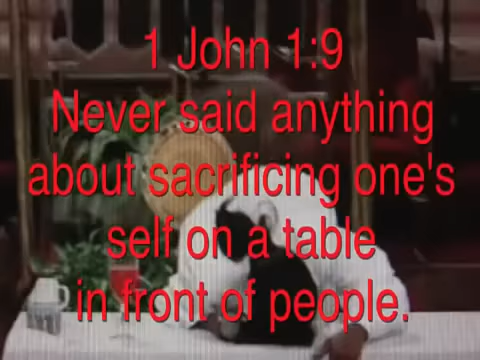 1 John 1:9
Never said anything
about sacrificing one's
self on a table
in front of people.